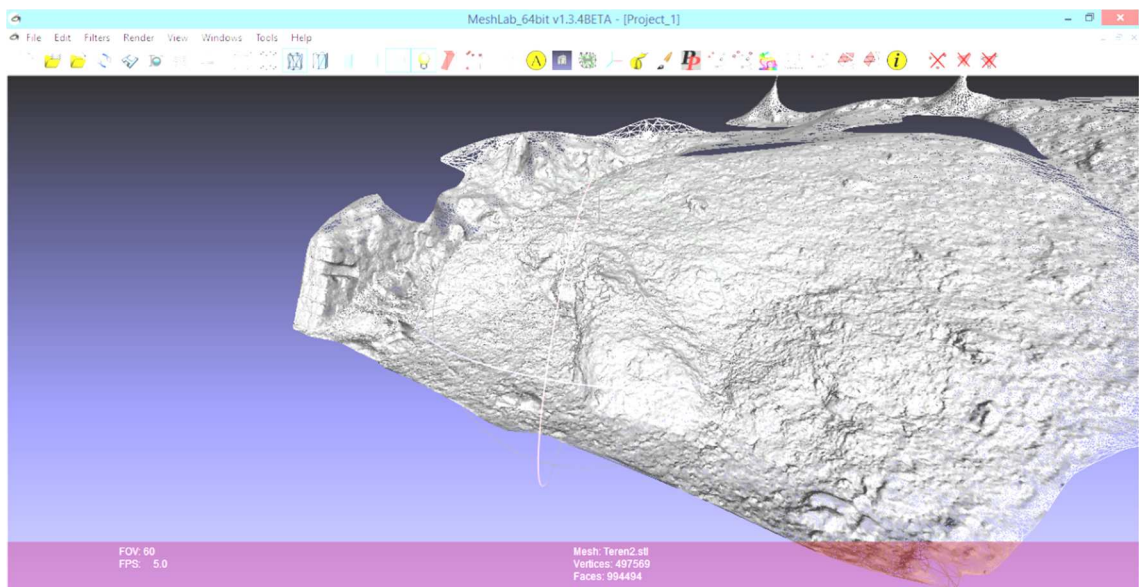 MeshLab_64bit v1.3.4BETA - [Project_1]
File Edit Filters Render View Windows Tools Help
A
PP
i
FOV: 60
FPS: 5.0
Mesh: Teren2.stl
Vertices: 497569
Faces: 994494